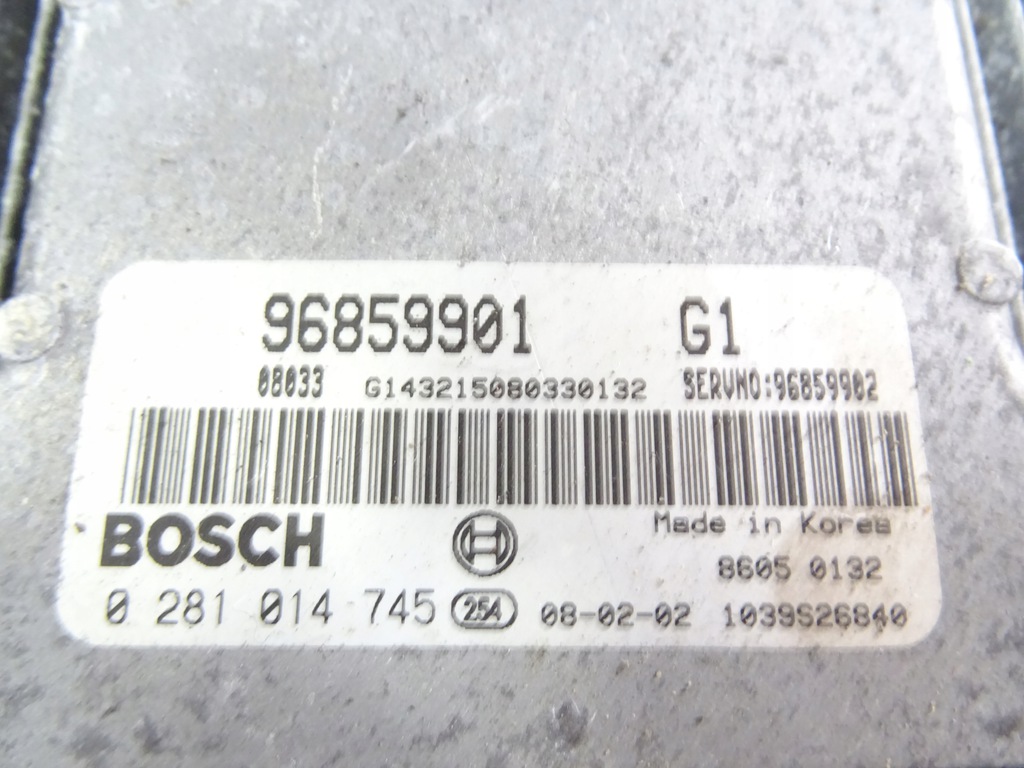 96859901 G1
08033 G143215080330132 SERVNO:96859902
BOSCH
Made in Korea
8605 0132
0 281 014 745 254 08-02-02 1039S26840